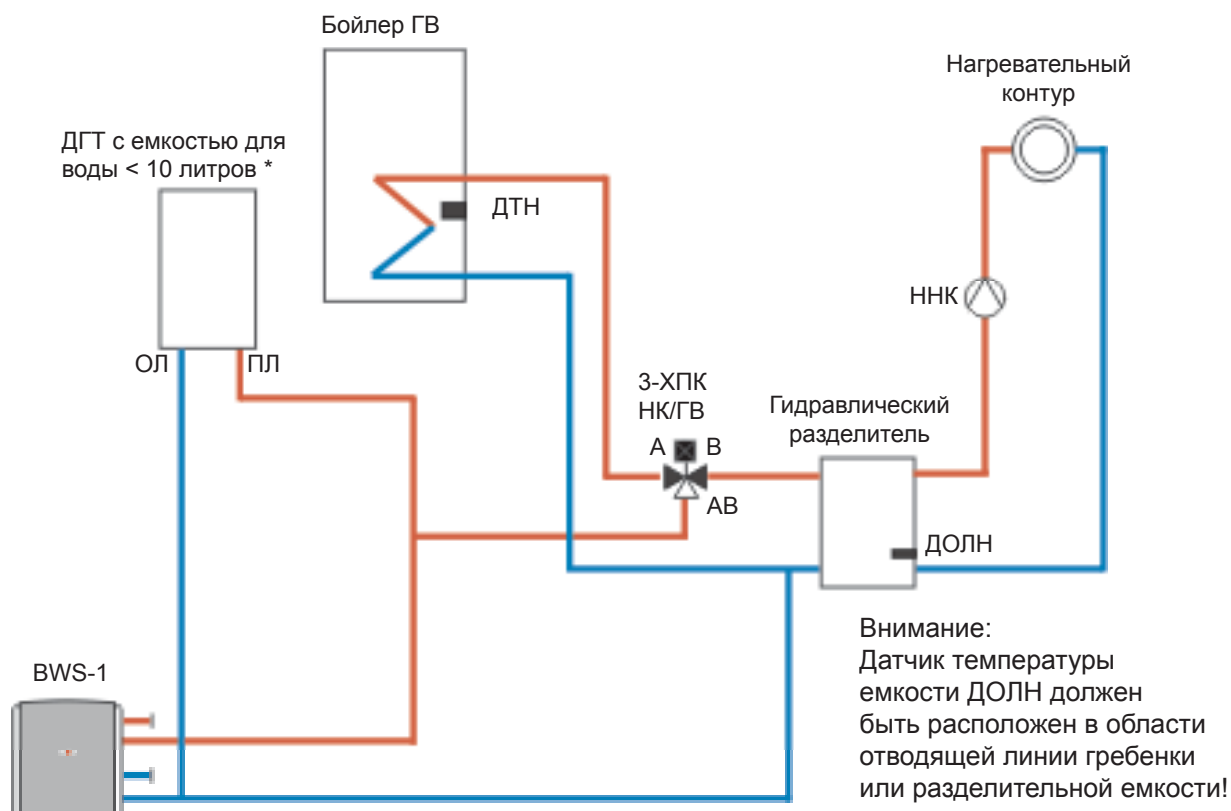 Бойлер ГВ
Нагревательный
контур
ДГТ с емкостью для
воды < 10 литров *
ДТН
ННК
ОЛ
ПЛ
3-ХПК
НК/ГВ
Гидравлический
разделитель
А
В
АВ
ДОЛН
BWS-1
Внимание:
Датчик температуры
емкости ДОЛН должен
быть расположен в области
отводящей линии гребенки
или разделительной емкости!